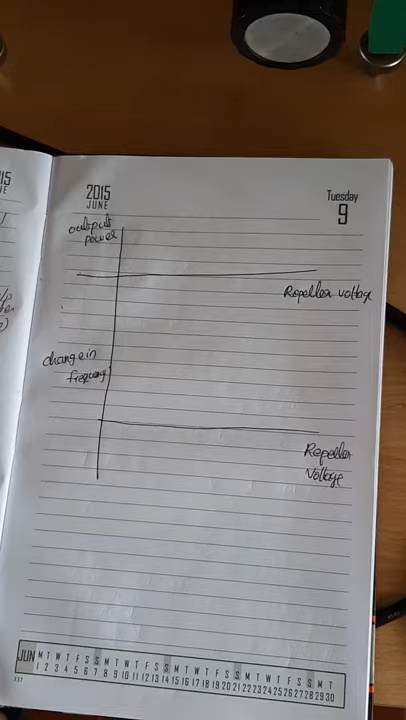 2015
JUNE
Tuesday
9
output
power
Repeller voltage
change in
frequency
Repeller
Voltage
JUN
M T W T F S S M T W T F S S M T W T F S S M T W T F S S M T
1 2 3 4 5 6 7 8 9 10 11 12 13 14 15 16 17 18 19 20 21 22 23 24 25 26 27 28 29 30